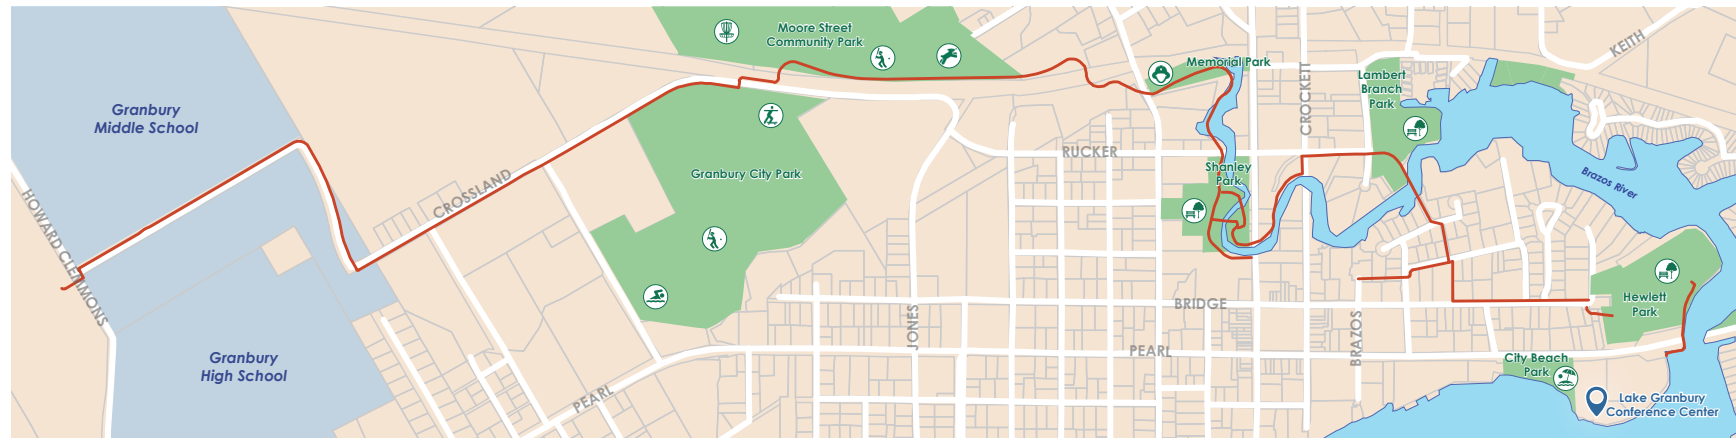 Moore Street
Community Park
KEITH
Memorial Park
CROCKETT
Lambert
Branch
Park
Granbury
Middle School
RUCKER
Shanley
Park
Granbury City Park
CROSSLAND
Brazos River
HOWARD CLEMMONS
BRIDGE
Hewlett
Park
JONES
BRAZOS
PEARL
Granbury
High School
City Beach
Park
PEARL
Lake Granbury
Conference Center